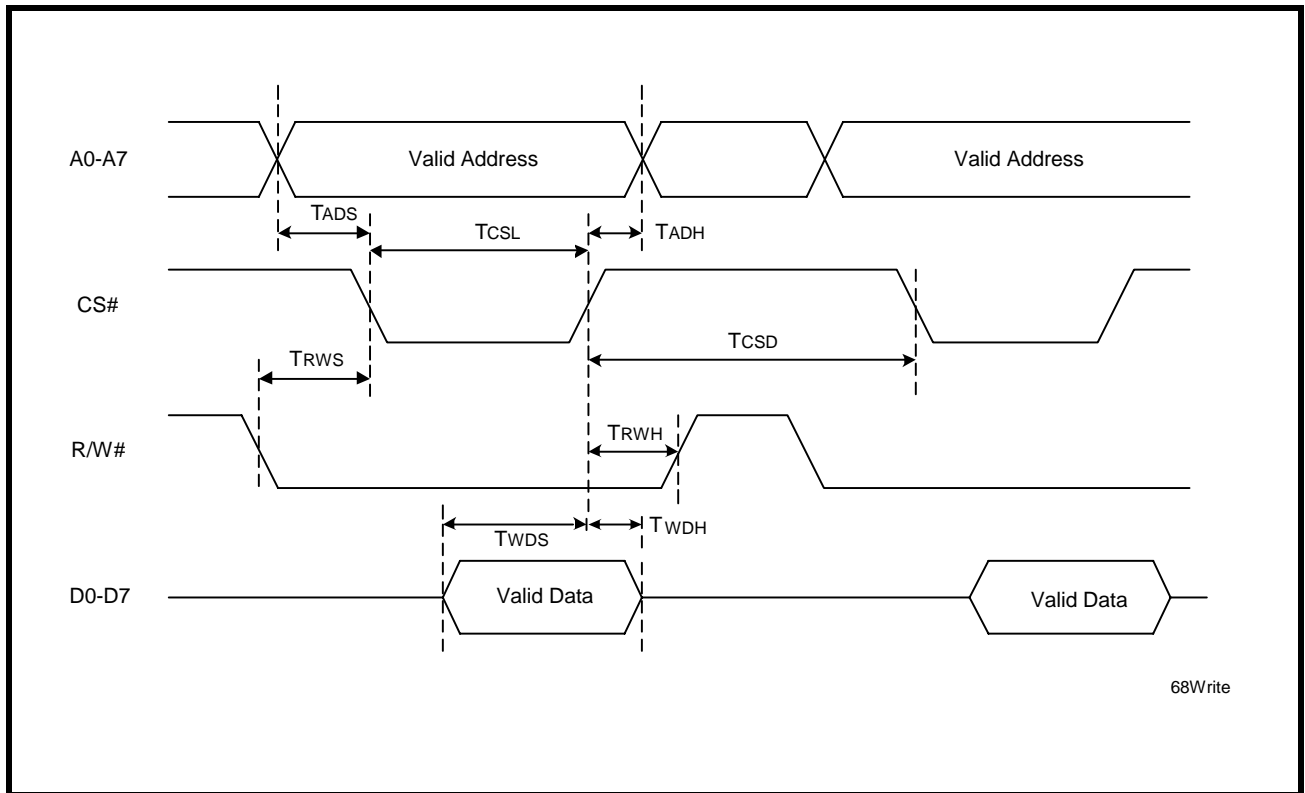 A0-A7
Valid Address
Valid Address
TADS
TCSL
TADH
CS#
TCSD
TRWS
TRWH
R/W#
TWDS
TWDH
D0-D7
Valid Data
Valid Data
68Write